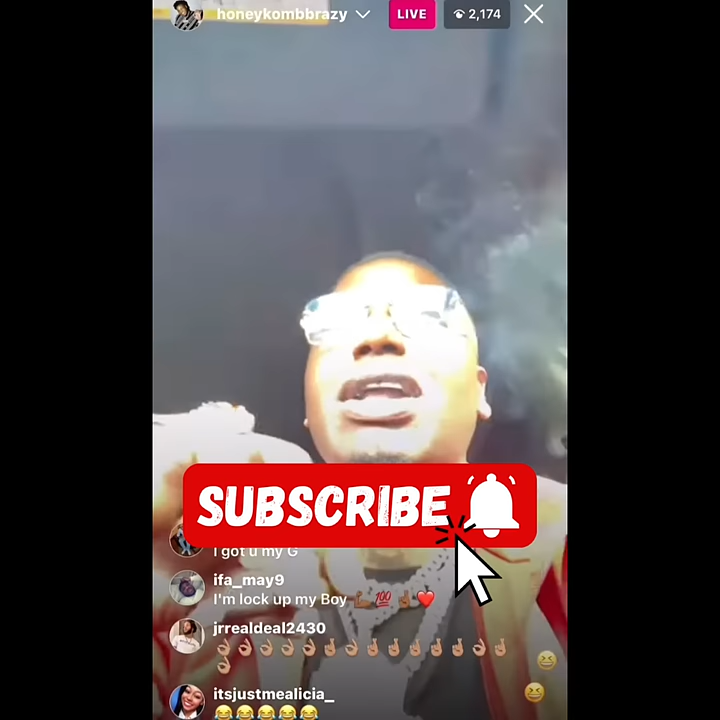 honeykombbrazy
LIVE
2,174
SUBSCRIBE
I got u my G
ifa_may9
I'm lock up my Boy 💪🏽💯🤞🏽❤️
jrrealdeal2430
👌🏽👌🏽👌🏽👌🏽👌🏽🤞🏽👌🏽🤞🏽🤞🏽🤞🏽🤞🏽🤞🏽👌🏽🤞🏽
👌🏽
itsjustmealicia_
😂😂😂😂😂